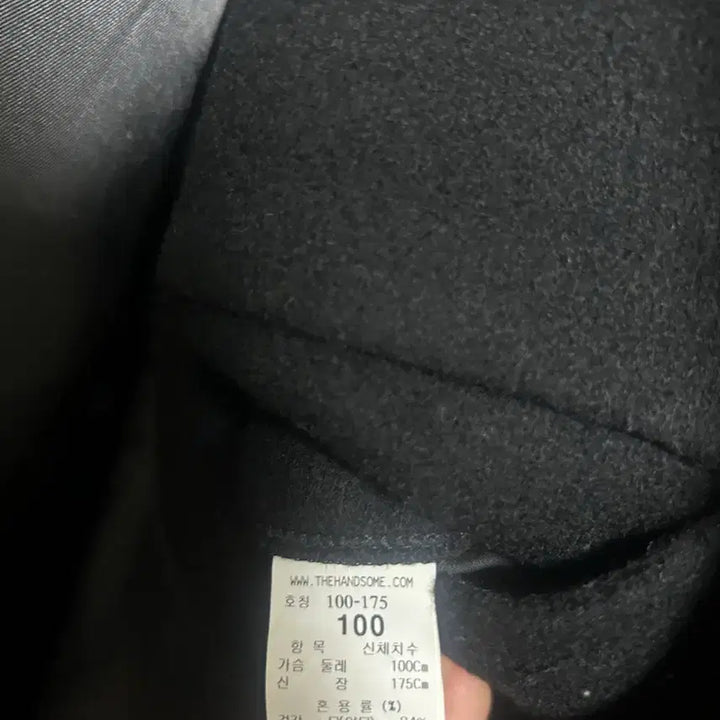 WWW.THEHANDSOME.COM
호칭 100-175
100
항 목 신체치수
가슴 둘레 100Cm
신 장 175Cm
혼 용 률 (%)